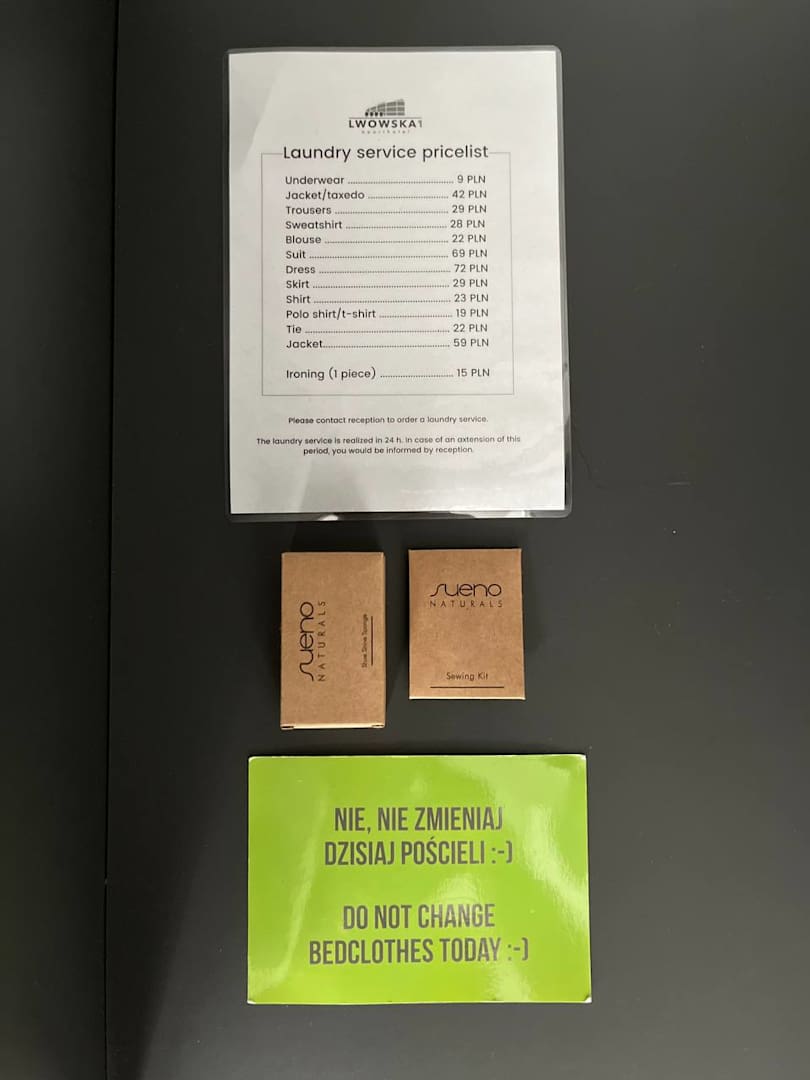 LWOWSKA1
aparthotel
Laundry service pricelist
Underwear ................................... 9 PLN
Jacket/taxedo ........................... 42 PLN
Trousers ...................................... 29 PLN
Sweatshirt .................................. 28 PLN
Blouse ......................................... 22 PLN
Suit .............................................. 69 PLN
Dress ............................................ 72 PLN
Skirt ............................................. 29 PLN
Shirt ............................................. 23 PLN
Polo shirt/t-shirt ........................ 19 PLN
Tie ................................................ 22 PLN
Jacket.......................................... 59 PLN
Ironing (1 piece) ........................ 15 PLN
Please contact reception to order a laundry service.
The laundry service is realized in 24 h. In case of an axtension of this
period, you would be informed by reception.
sueno
NATURALS
Shoe Shine Sponge
sueno
NATURALS
Sewing Kit
NIE, NIE ZMIENIAJ
DZISIAJ POŚCIELI :-)
DO NOT CHANGE
BEDCLOTHES TODAY :-)